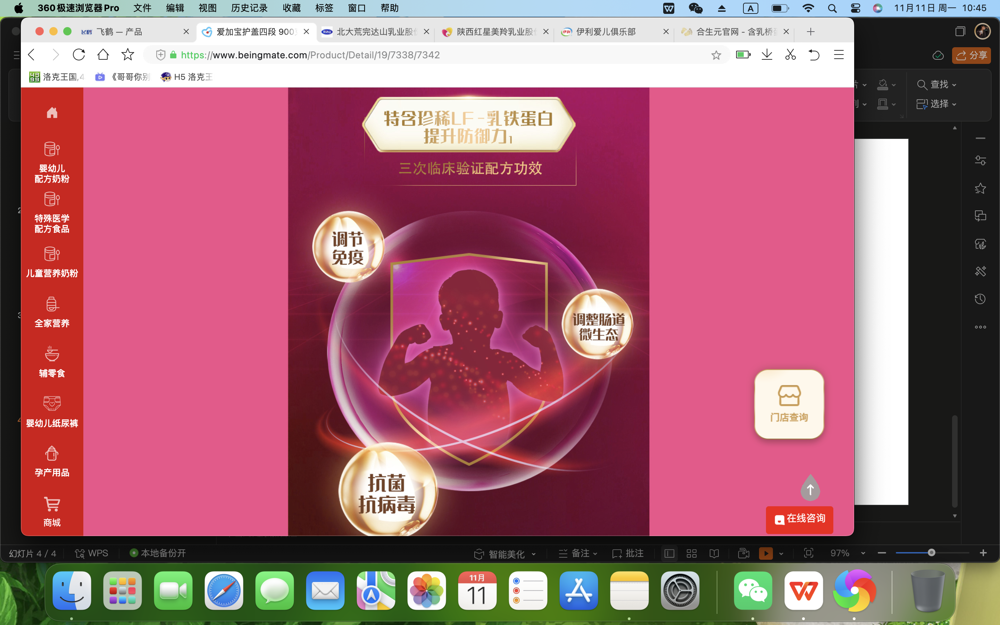 360极速浏览器Pro 文件 编辑 视图 历史记录 收藏 标签 窗口 帮助 A 11月11日 周一 10:45
飞鹤 — 产品
爱加宝护盖四段 900
北大荒完达山乳业股
陕西红星美羚乳业股
伊利爱儿俱乐部
合生元官网 - 含乳桥
https://www.beingmate.com/Product/Detail/19/7338/7342
分享
洛克王国,4
《哥哥你别
H5 洛克王
查找
选择
婴幼儿
配方奶粉
特殊医学
配方食品
儿童营养奶粉
全家营养
辅零食
婴幼儿纸尿裤
孕产用品
商城
特含珍稀LF-乳铁蛋白
提升防御力1
三次临床验证配方功效
调节
免疫
调整肠道
微生态
抗菌
抗病毒
门店查询
在线咨询
幻灯片 4 / 4 WPS 本地备份开 智能美化 备注 批注 97%
11月
11